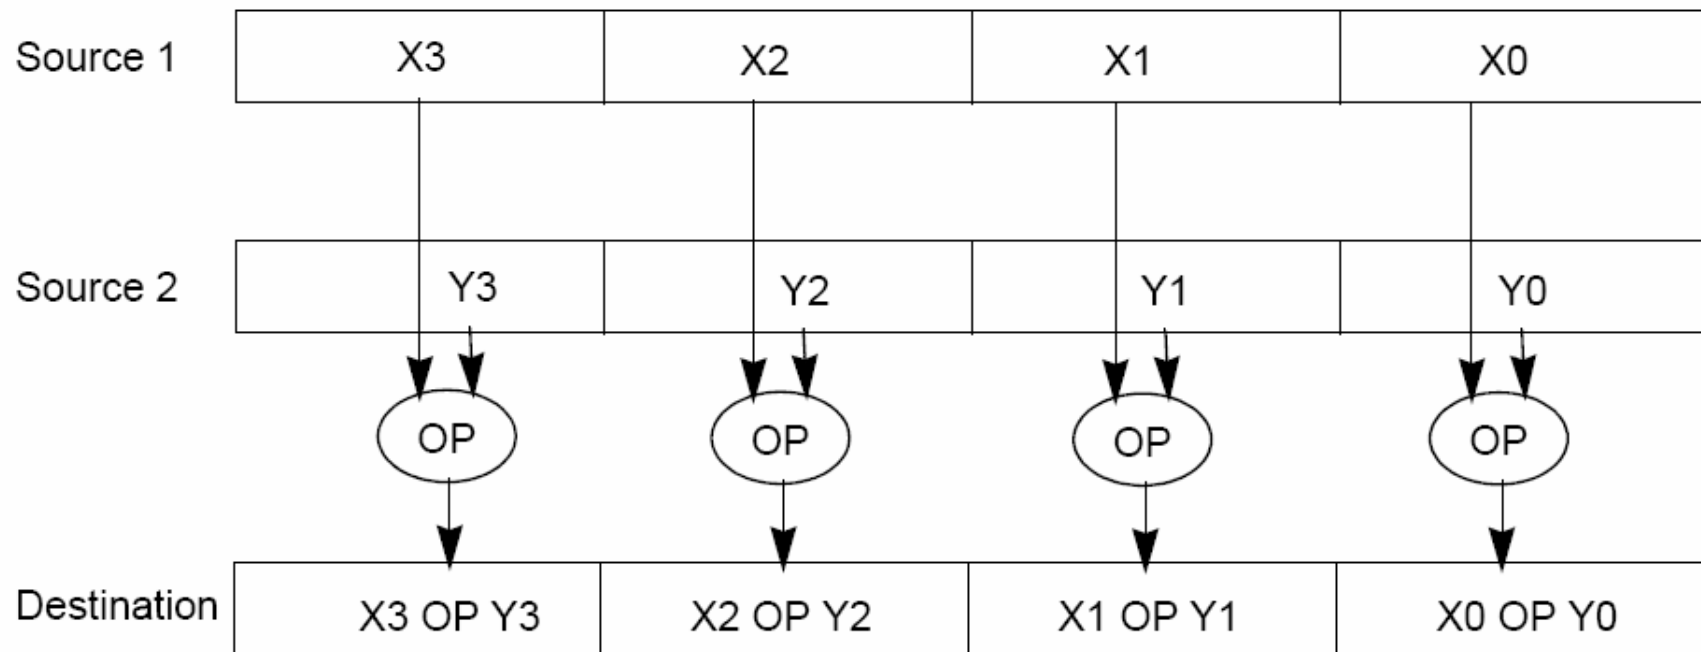 Source 1 X3 X2 X1 X0
Source 2 Y3 Y2 Y1 Y0
OP OP OP OP
Destination X3 OP Y3 X2 OP Y2 X1 OP Y1 X0 OP Y0